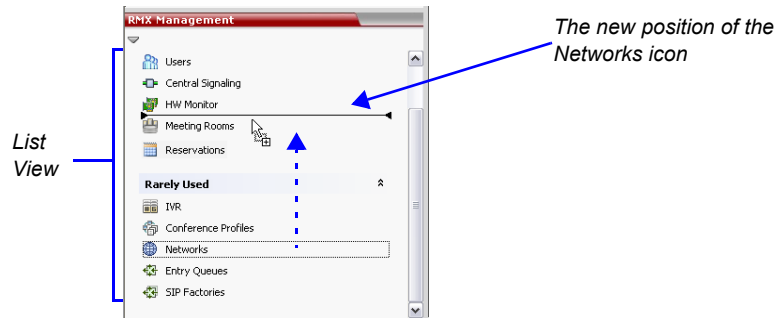 RMX Management
The new position of the
Networks icon
Users
Central Signaling
HW Monitor
Meeting Rooms
Reservations
List
View
Rarely Used
IVR
Conference Profiles
Networks
Entry Queues
SIP Factories